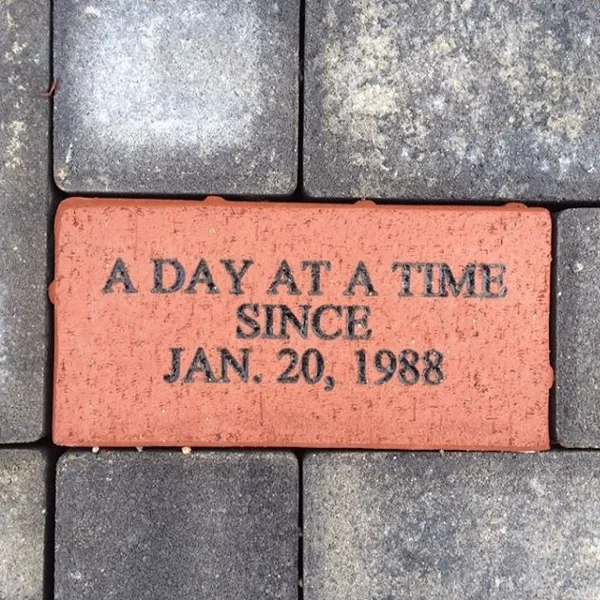 A DAY AT A TIME
SINCE
JAN. 20, 1988